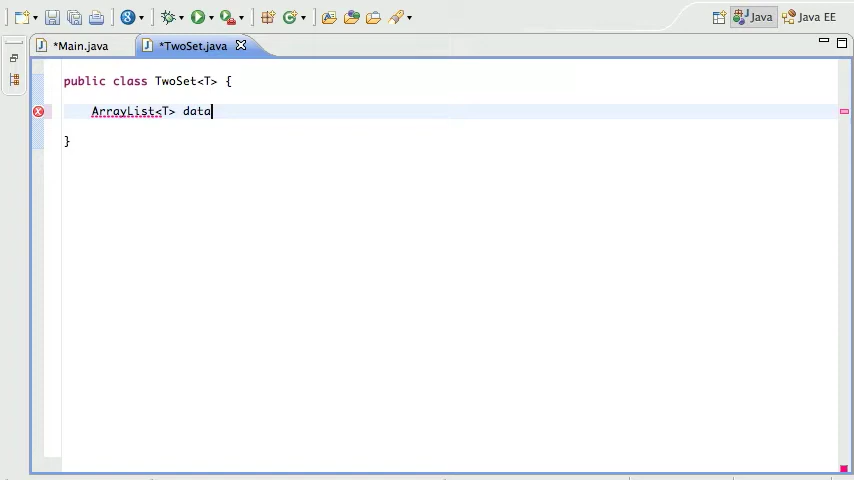 Java
Java EE
*Main.java
*TwoSet.java
public class TwoSet<T> {
ArrayList<T> data
}